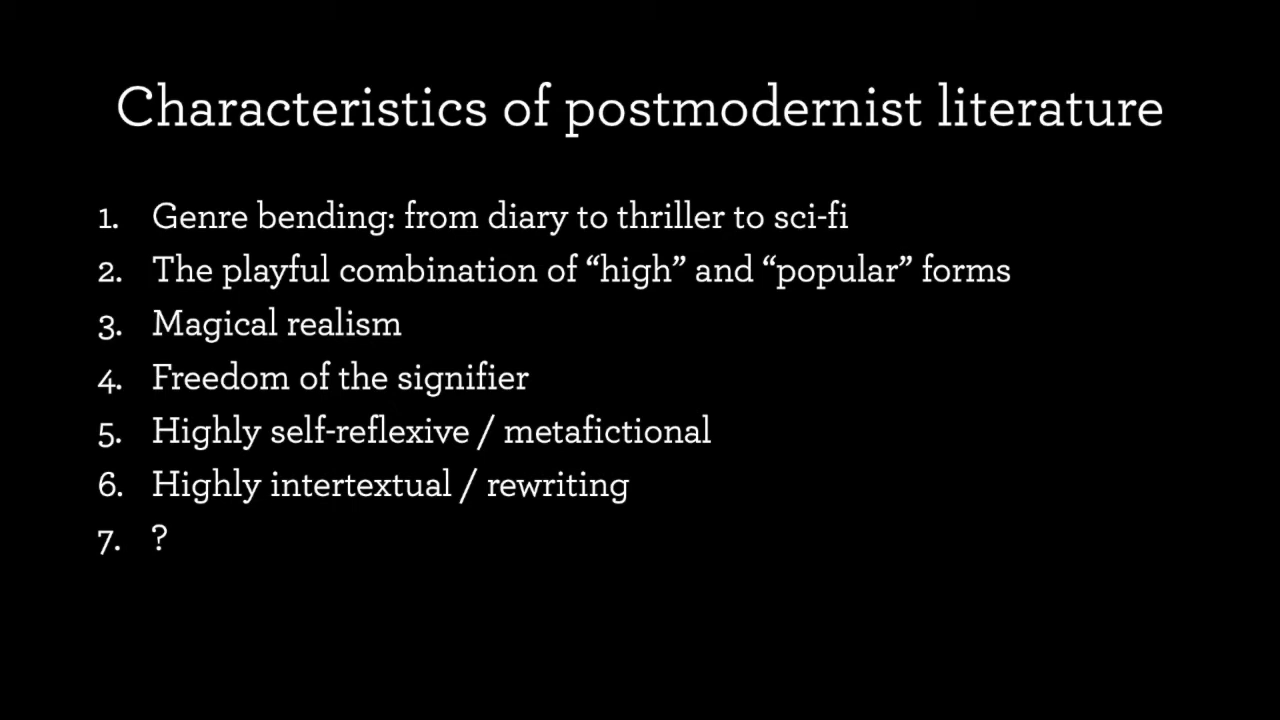 Characteristics of postmodernist literature
1. Genre bending: from diary to thriller to sci-fi
2. The playful combination of “high” and “popular” forms
3. Magical realism
4. Freedom of the signifier
5. Highly self-reflexive / metafictional
6. Highly intertextual / rewriting
7. ?